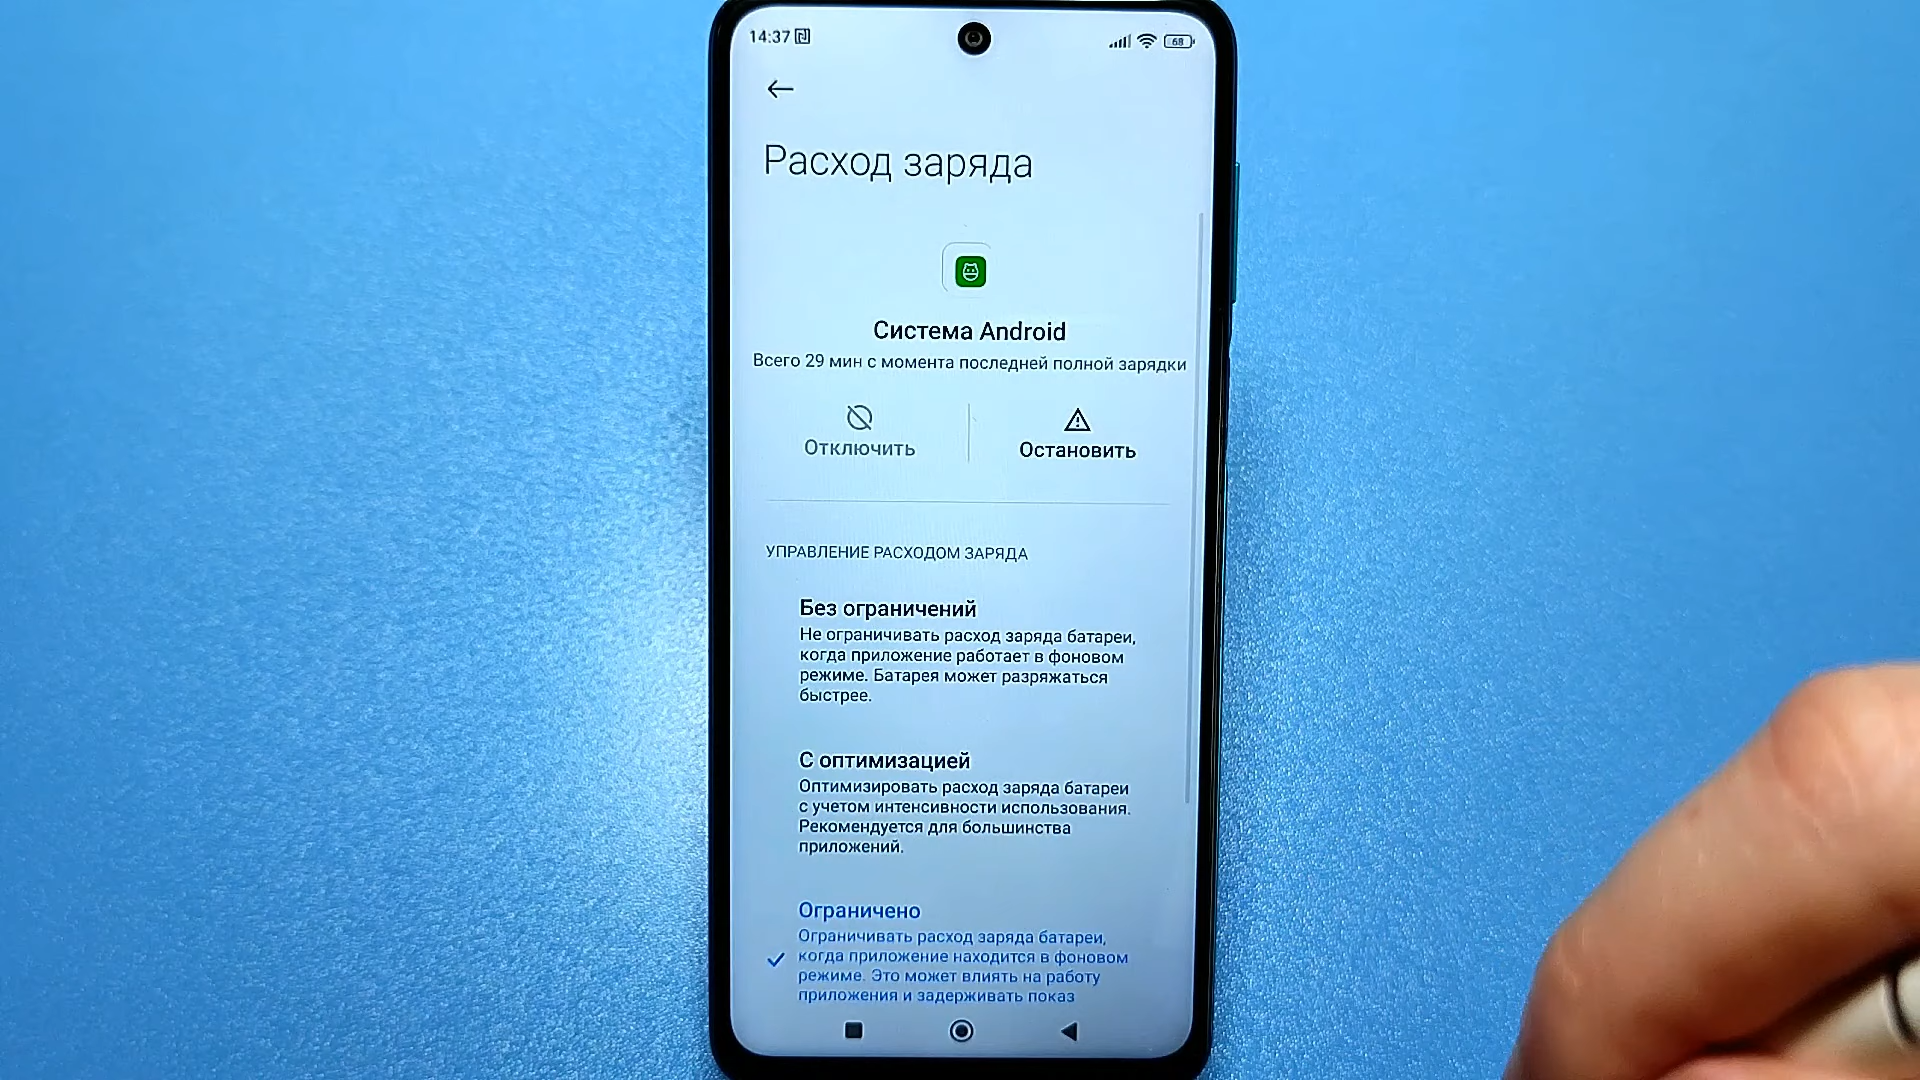 14:37
68
Расход заряда
Система Android
Всего 29 мин с момента последней полной зарядки
Отключить
Остановить
УПРАВЛЕНИЕ РАСХОДОМ ЗАРЯДА
Без ограничений
Не ограничивать расход заряда батареи,
когда приложение работает в фоновом
режиме. Батарея может разряжаться
быстрее.
С оптимизацией
Оптимизировать расход заряда батареи
с учетом интенсивности использования.
Рекомендуется для большинства
приложений.
Ограничено
Ограничивать расход заряда батареи,
когда приложение находится в фоновом
режиме. Это может влиять на работу
приложения и задерживать показ